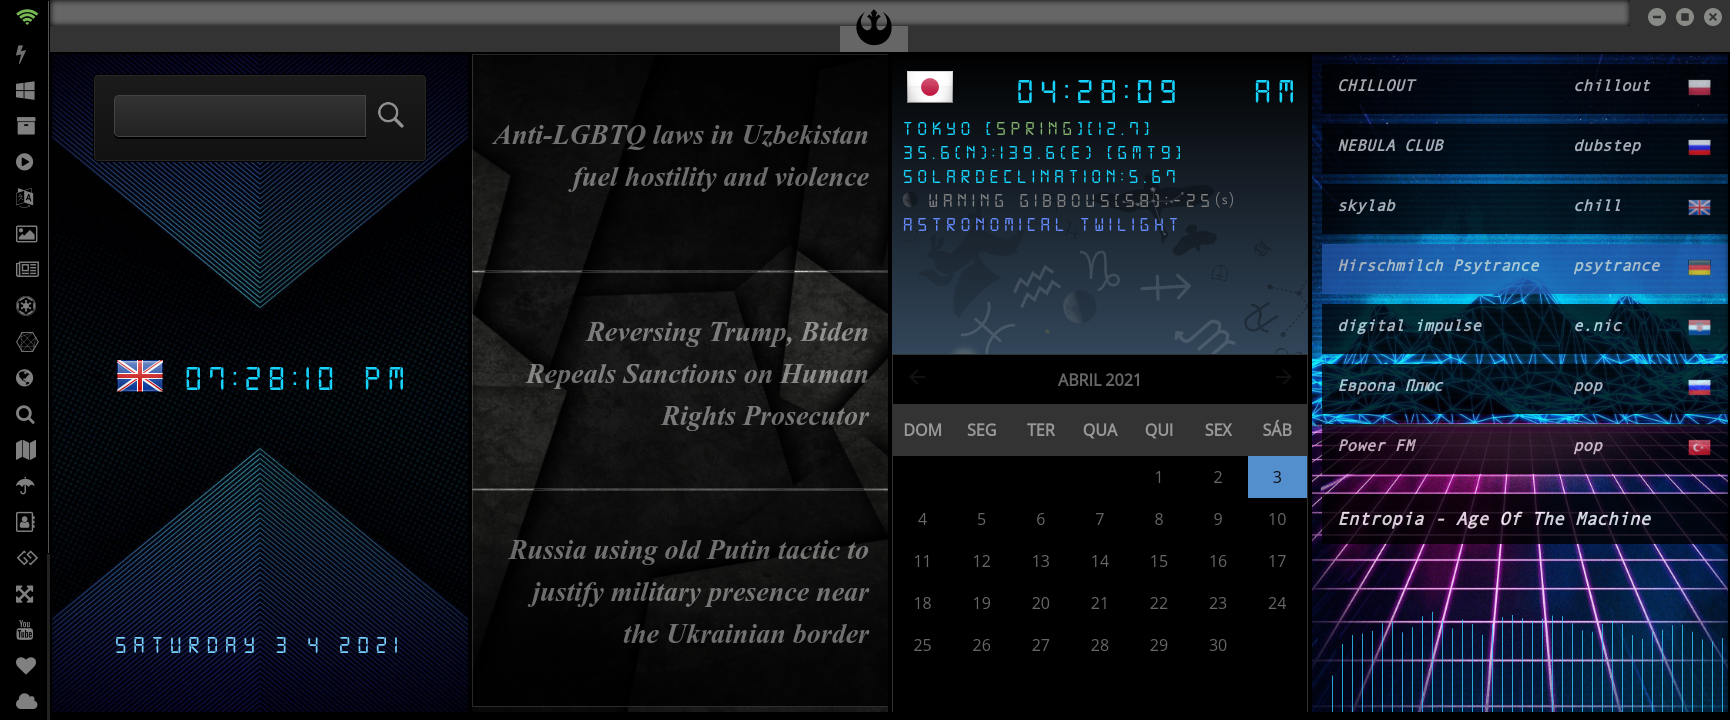 07:28:10 PM
SATURDAY 3 4 2021
Anti-LGBTQ laws in Uzbekistan
fuel hostility and violence
Reversing Trump, Biden
Repeals Sanctions on Human
Rights Prosecutor
Russia using old Putin tactic to
justify military presence near
the Ukrainian border
04:28:09 AM
TOKYO [SPRING][12.7]
35.6(N):139.6(E) [GMT9]
SOLARDECLINATION:5.67
WANING GIBBOUS(58)--25(s)
ASTRONOMICAL TWILIGHT
ABRIL 2021
DOM SEG TER QUA QUI SEX SÁB
1 2 3
4 5 6 7 8 9 10
11 12 13 14 15 16 17
18 19 20 21 22 23 24
25 26 27 28 29 30
CHILLOUT chillout
NEBULA CLUB dubstep
skylab chill
Hirschmilch Psytrance psytrance
digital impulse e.nic
Европа Плюс pop
Power FM pop
Entropia - Age Of The Machine
You
Tube